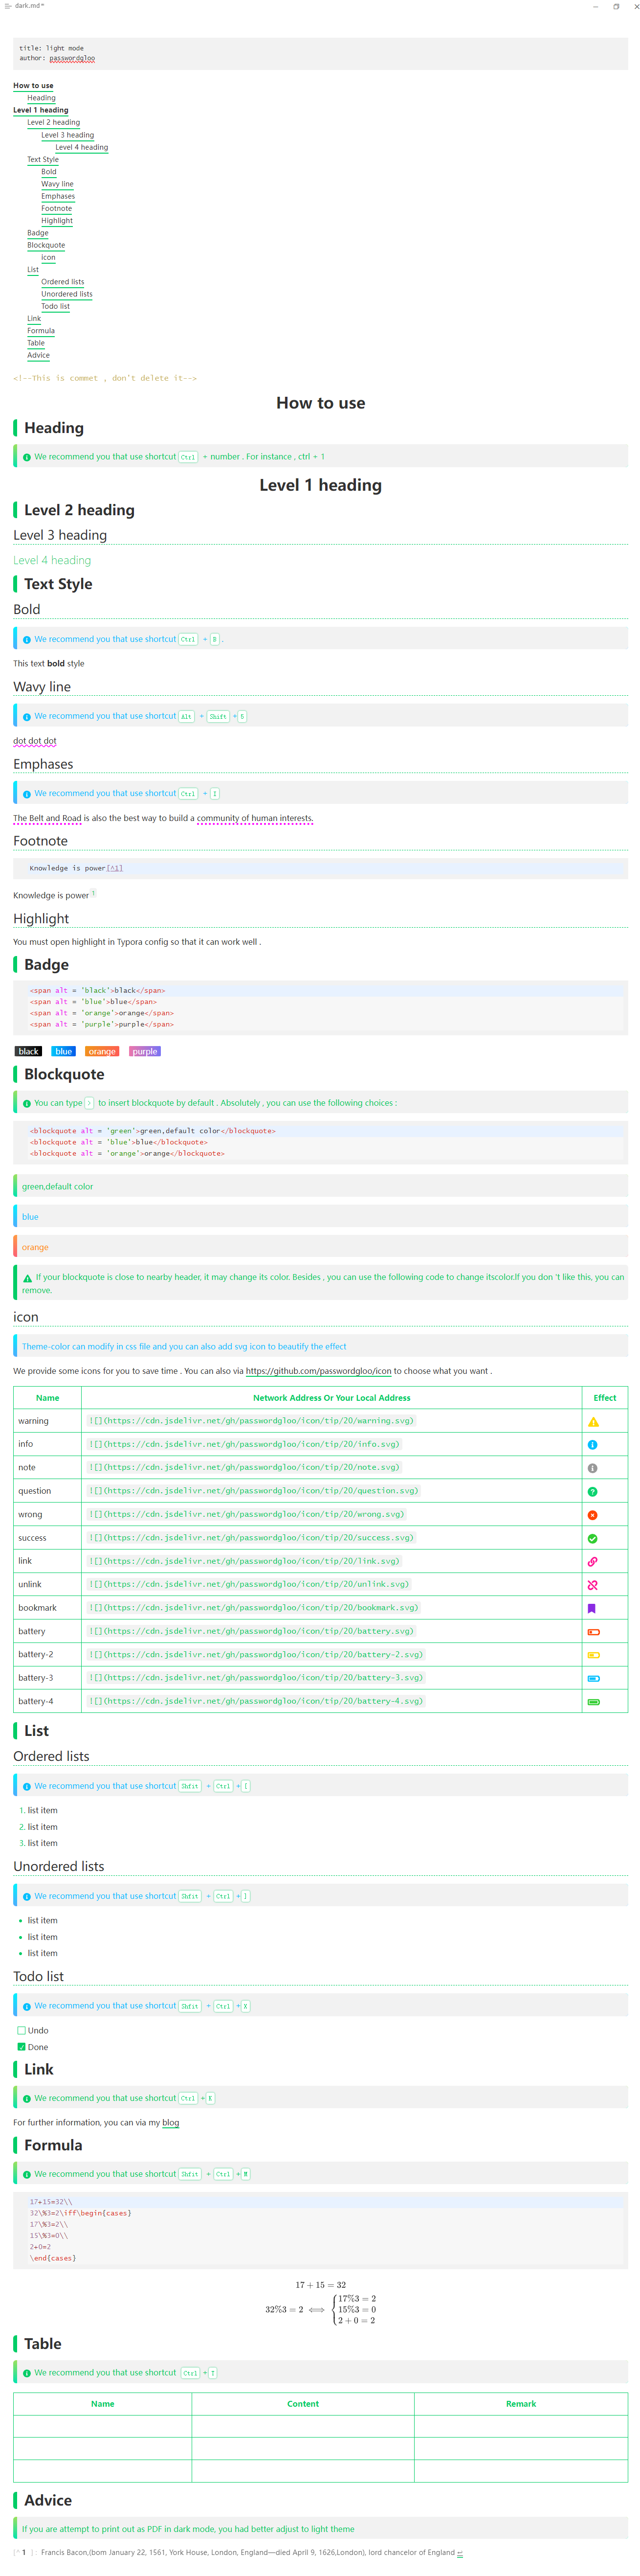 dark.md*
title: light mode
author: passwordgloo
How to use
Heading
Level 1 heading
Level 2 heading
Level 3 heading
Level 4 heading
Text Style
Bold
Wavy line
Emphases
Footnote
Highlight
Badge
Blockquote
icon
List
Ordered lists
Unordered lists
Todo list
Link
Formula
Table
Advice
<!--This is commet , don't delete it-->
How to use
Heading
We recommend you that use shortcut Ctrl + number . For instance , ctrl + 1
Level 1 heading
Level 2 heading
Level 3 heading
Level 4 heading
Text Style
Bold
We recommend you that use shortcut Ctrl + B .
This text bold style
Wavy line
We recommend you that use shortcut Alt + Shift + 5
dot dot dot
Emphases
We recommend you that use shortcut Ctrl + I
The Belt and Road is also the best way to build a community of human interests.
Footnote
Knowledge is power[^1]
Knowledge is power 1
Highlight
You must open highlight in Typora config so that it can work well .
Badge
<span alt = 'black'>black</span>
<span alt = 'blue'>blue</span>
<span alt = 'orange'>orange</span>
<span alt = 'purple'>purple</span>
black blue orange purple
Blockquote
You can type > to insert blockquote by default . Absolutely , you can use the following choices :
<blockquote alt = 'green'>green,default color</blockquote>
<blockquote alt = 'blue'>blue</blockquote>
<blockquote alt = 'orange'>orange</blockquote>
green,default color
blue
orange
If your blockquote is close to nearby header, it may change its color. Besides , you can use the following code to change itscolor.If you don 't like this, you can
remove.
icon
Theme-color can modify in css file and you can also add svg icon to beautify the effect
We provide some icons for you to save time . You can also via https://github.com/passwordgloo/icon to choose what you want .
Name Network Address Or Your Local Address Effect
warning ![](https://cdn.jsdelivr.net/gh/passwordgloo/icon/tip/20/warning.svg)
info ![](https://cdn.jsdelivr.net/gh/passwordgloo/icon/tip/20/info.svg)
note ![](https://cdn.jsdelivr.net/gh/passwordgloo/icon/tip/20/note.svg)
question ![](https://cdn.jsdelivr.net/gh/passwordgloo/icon/tip/20/question.svg)
wrong ![](https://cdn.jsdelivr.net/gh/passwordgloo/icon/tip/20/wrong.svg)
success ![](https://cdn.jsdelivr.net/gh/passwordgloo/icon/tip/20/success.svg)
link ![](https://cdn.jsdelivr.net/gh/passwordgloo/icon/tip/20/link.svg)
unlink ![](https://cdn.jsdelivr.net/gh/passwordgloo/icon/tip/20/unlink.svg)
bookmark ![](https://cdn.jsdelivr.net/gh/passwordgloo/icon/tip/20/bookmark.svg)
battery ![](https://cdn.jsdelivr.net/gh/passwordgloo/icon/tip/20/battery.svg)
battery-2 ![](https://cdn.jsdelivr.net/gh/passwordgloo/icon/tip/20/battery-2.svg)
battery-3 ![](https://cdn.jsdelivr.net/gh/passwordgloo/icon/tip/20/battery-3.svg)
battery-4 ![](https://cdn.jsdelivr.net/gh/passwordgloo/icon/tip/20/battery-4.svg)
List
Ordered lists
We recommend you that use shortcut Shfit + Ctrl + [
1. list item
2. list item
3. list item
Unordered lists
We recommend you that use shortcut Shfit + Ctrl + ]
• list item
• list item
• list item
Todo list
We recommend you that use shortcut Shfit + Ctrl + X
Undo
Done
Link
We recommend you that use shortcut Ctrl + K
For further information, you can via my blog
Formula
We recommend you that use shortcut Shfit + Ctrl + M
17+15=32\\
32\%3=2\iff\begin{cases}
17\%3=2\\
15\%3=0\\
2+0=2
\end{cases}
17 + 15 = 32
32%3 = 2 ⟺ { 17%3 = 2
15%3 = 0
2 + 0 = 2
Table
We recommend you that use shortcut Ctrl + T
Name Content Remark
Advice
If you are attempt to print out as PDF in dark mode, you had better adjust to light theme
[^ 1 ]: Francis Bacon,(born January 22, 1561, York House, London, England—died April 9, 1626,London), lord chancelor of England ↩